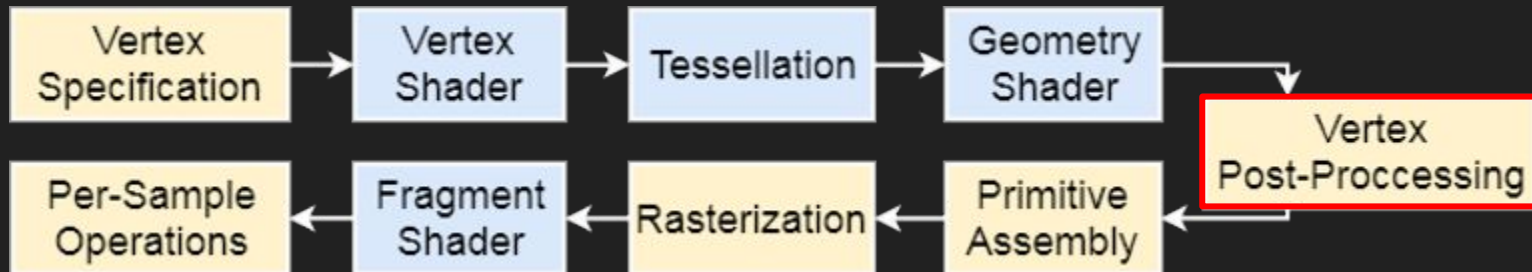 Vertex
Specification
Vertex
Shader
Tessellation
Geometry
Shader
Vertex
Post-Proccessing
Primitive
Assembly
Rasterization
Fragment
Shader
Per-Sample
Operations